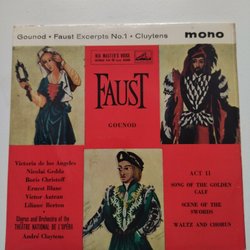 Gounod · Faust Excerpts No.1 · Cluytens
mono
HIS MASTER'S VOICE
FAUST
GOUNOD
Victoria de los Angeles
Nicolai Gedda
Boris Christoff
Ernest Blanc
Victor Autran
Liliane Berton
Chorus and Orchestra of the
THÉÂTRE NATIONAL DE L'OPÉRA
André Cluytens
ACT II
SONG OF THE GOLDEN
CALF
SCENE OF THE
SWORDS
WALTZ AND CHORUS